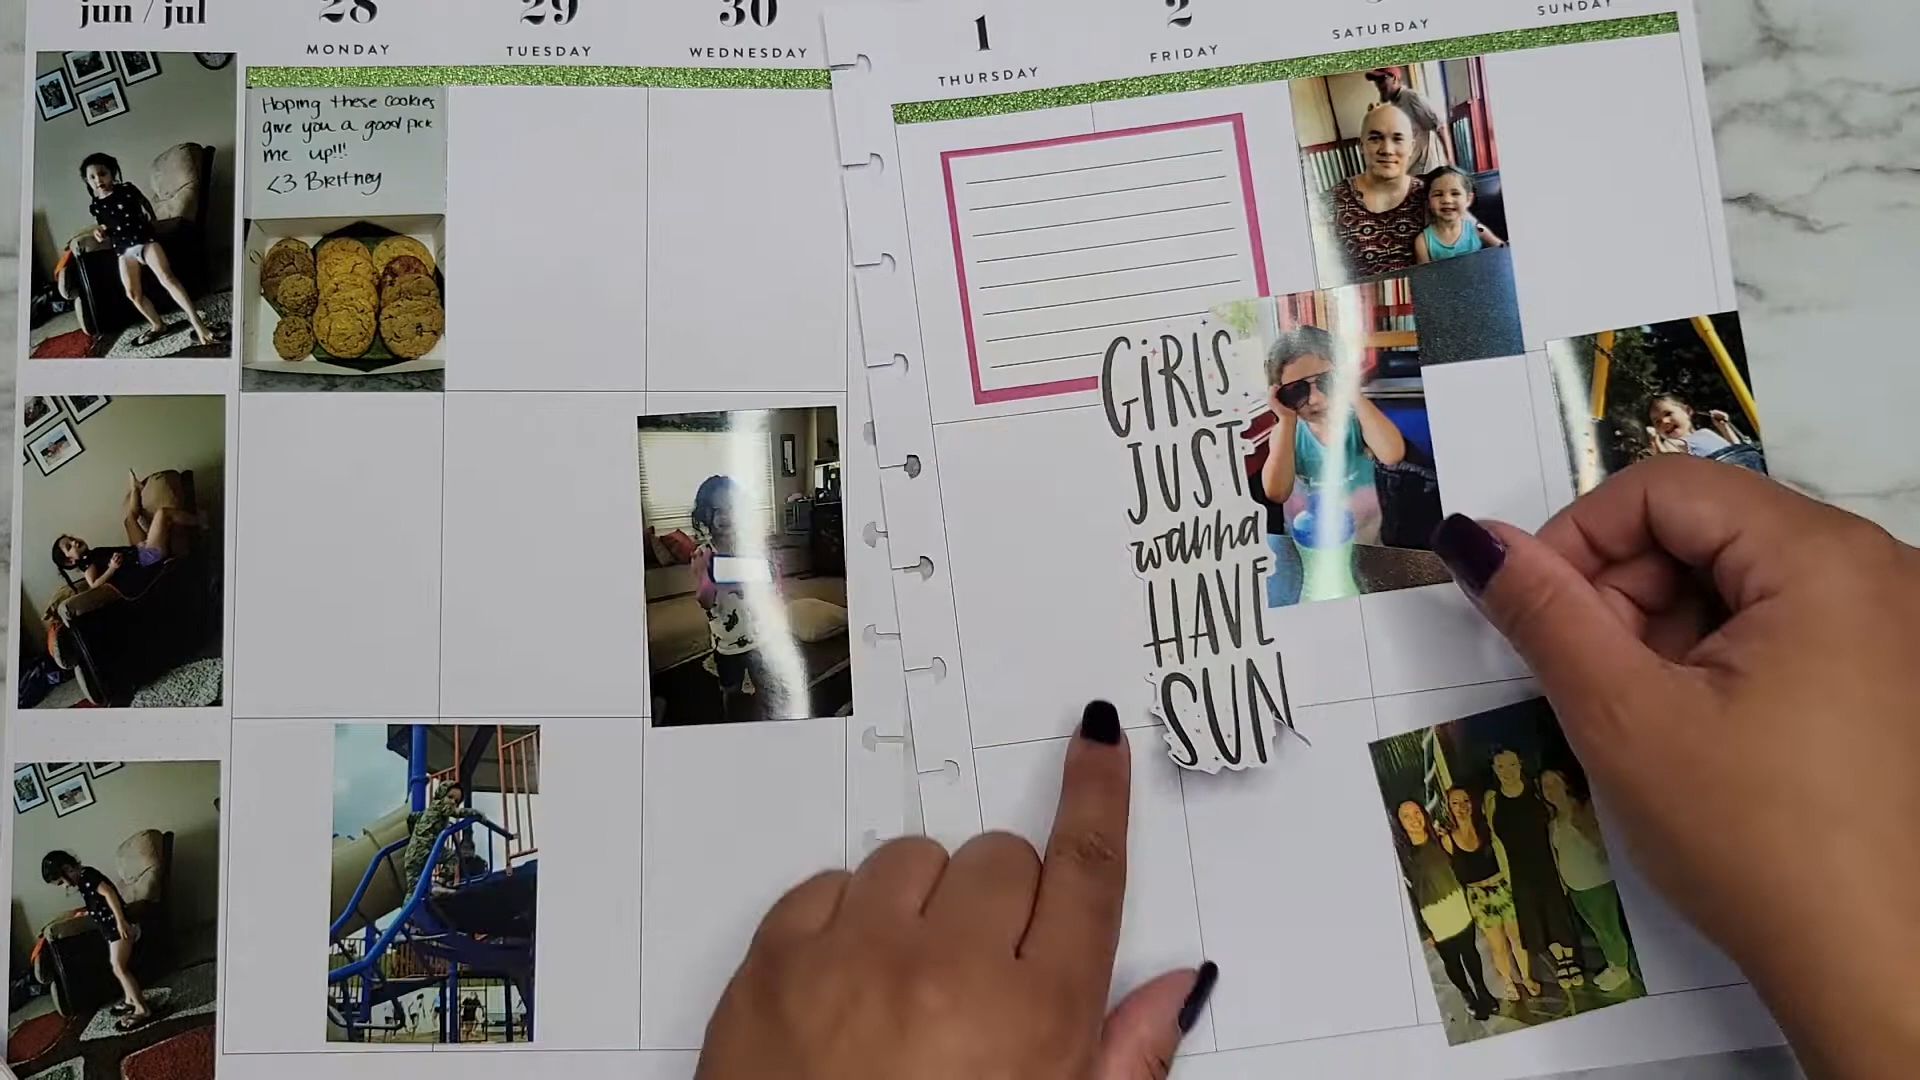 jun / jul
28
MONDAY
29
TUESDAY
30
WEDNESDAY
1
THURSDAY
2
FRIDAY
SATURDAY
SUNDAY
Hoping these cookies
give you a good pick
me up!!!
<3 Britney
GiRLS
JUST
wanna
HAVE
SUN